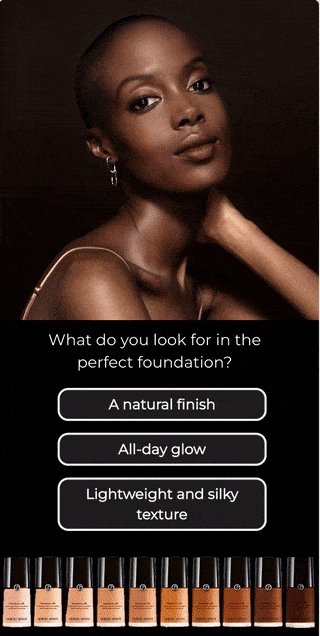 What do you look for in the
perfect foundation?
A natural finish
All-day glow
Lightweight and silky
texture